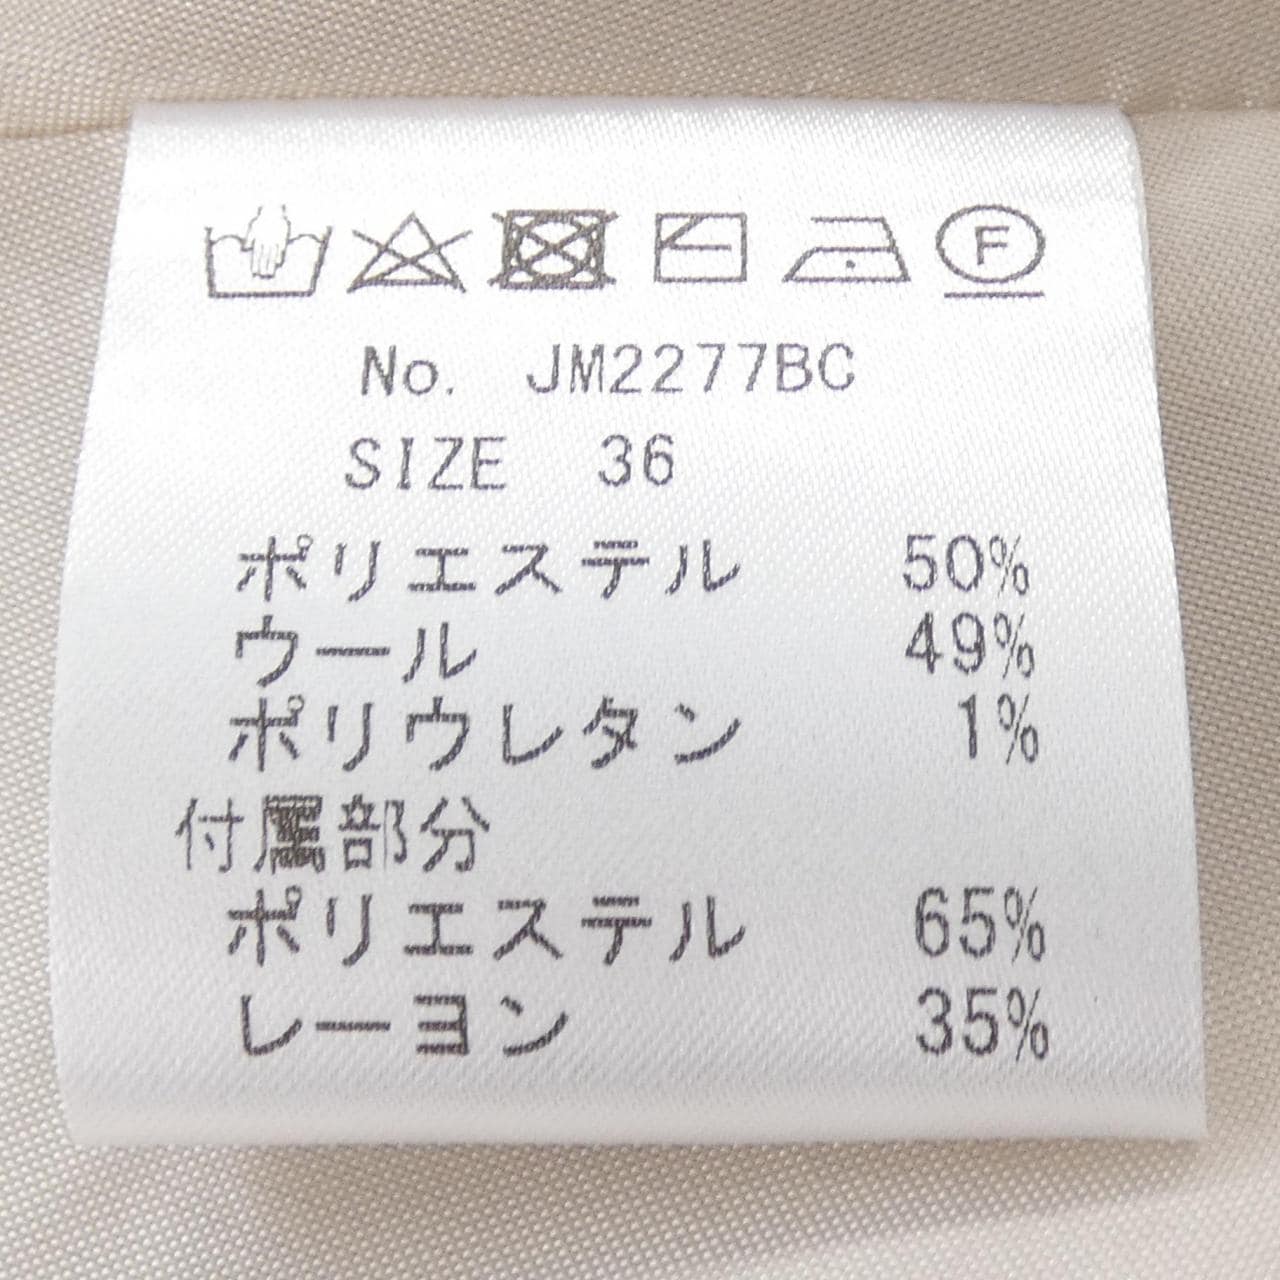 F
No. JM2277BC
SIZE 36
ポリエステル 50%
ウール 49%
ポリウレタン 1%
付属部分
ポリエステル 65%
レーヨン 35%